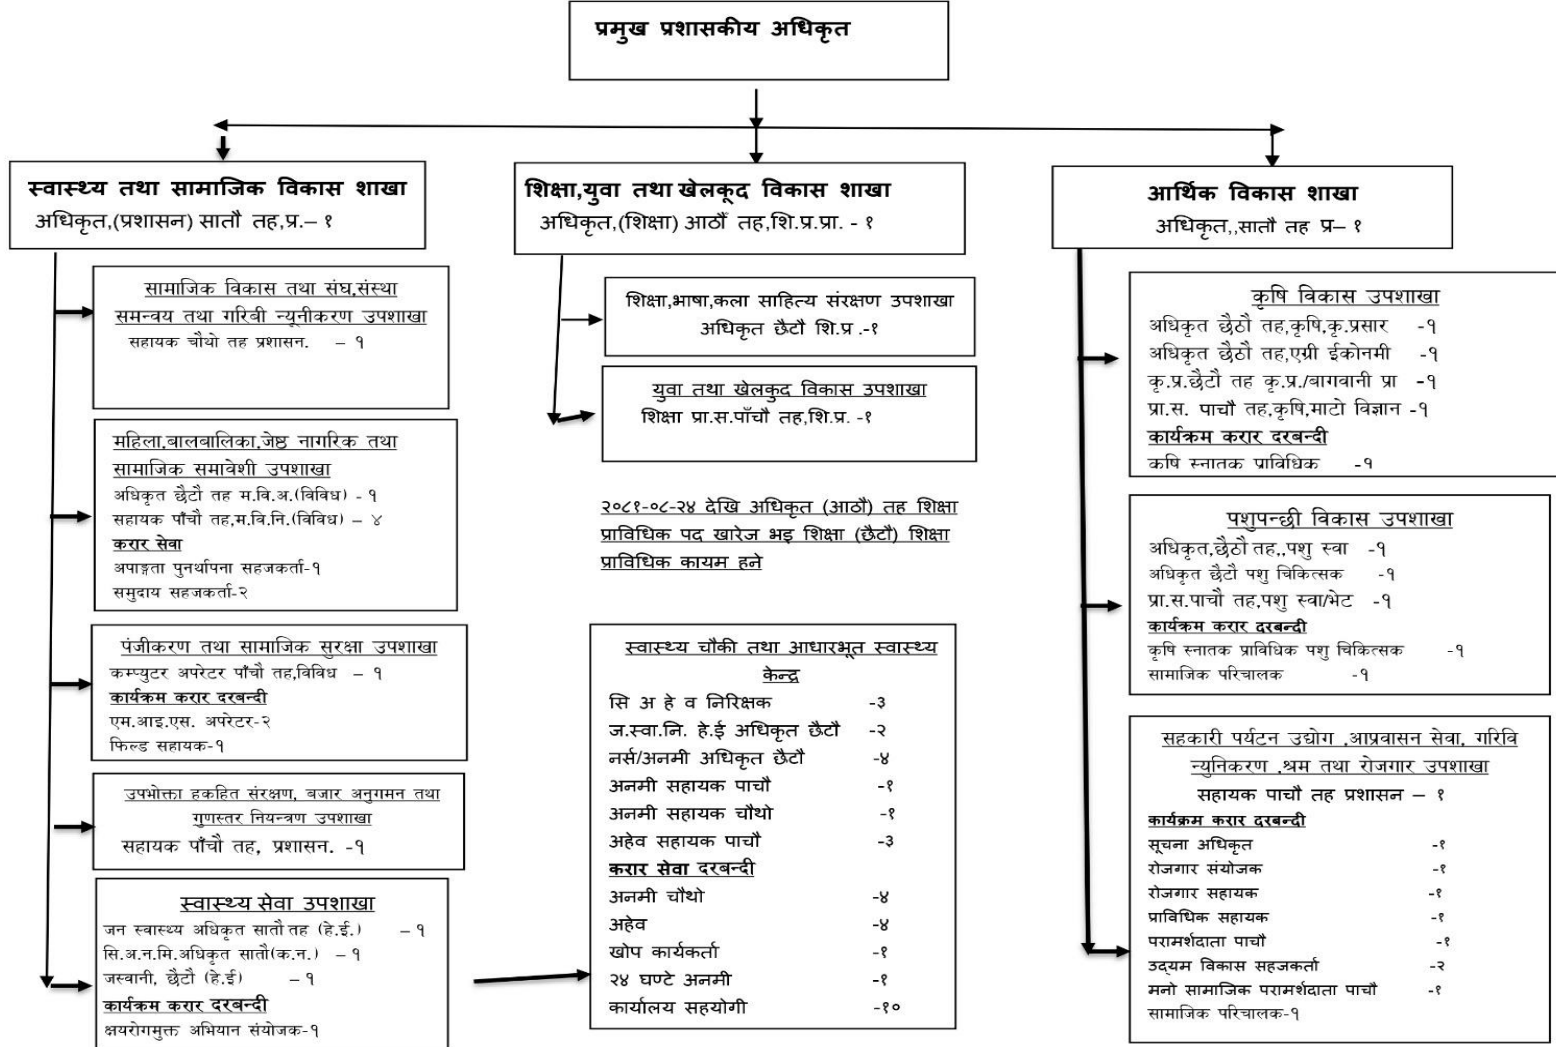 प्रमुख प्रशासकीय अधिकृत
स्वास्थ्य तथा सामाजिक विकास शाखा
अधिकृत,(प्रशासन) सातौ तह,प्र.– १
सामाजिक विकास तथा संघ,संस्था
समन्वय तथा गरिबी न्यूनीकरण उपशाखा
सहायक चौथो तह प्रशासन. – १
महिला,बालबालिका,जेष्ठ नागरिक तथा
सामाजिक समावेशी उपशाखा
अधिकृत छैटौ तह म.वि.अ.(विविध) - १
सहायक पाँचौ तह,म.वि.नि.(विविध) – ४
करार सेवा
अपाङ्गता पुनर्थापना सहजकर्ता-१
समुदाय सहजकर्ता-२
पंजीकरण तथा सामाजिक सुरक्षा उपशाखा
कम्प्युटर अपरेटर पाँचौ तह,विविध – १
कार्यक्रम करार दरबन्दी
एम.आइ.एस. अपरेटर-२
फिल्ड सहायक-१
उपभोक्ता हकहित संरक्षण, बजार अनुगमन तथा
गुणस्तर नियन्त्रण उपशाखा
सहायक पाँचौ तह, प्रशासन. -१
स्वास्थ्य सेवा उपशाखा
जन स्वास्थ्य अधिकृत सातौ तह (हे.ई.) – १
सि.अ.न.मि.अधिकृत सातौ(क.न.) – १
जस्वानी, छैटौ (हे.ई) – १
कार्यक्रम करार दरबन्दी
क्षयरोगमुक्त अभियान संयोजक-१
शिक्षा,युवा तथा खेलकूद विकास शाखा
अधिकृत,(शिक्षा) आठौँ तह,शि.प्र.प्रा. - १
शिक्षा,भाषा,कला साहित्य संरक्षण उपशाखा
अधिकृत छैटौ शि.प्र .-१
युवा तथा खेलकुद विकास उपशाखा
शिक्षा प्रा.स.पाँचौ तह,शि.प्र. -१
२०८१-०८-२४ देखि अधिकृत (आठौ) तह शिक्षा
प्राविधिक पद खारेज भइ शिक्षा (छैटौ) शिक्षा
प्राविधिक कायम हने
स्वास्थ्य चौकी तथा आधारभूत स्वास्थ्य
केन्द्र
सि अ हे व निरिक्षक -३
ज.स्वा.नि. हे.ई अधिकृत छैटौ -२
नर्स/अनमी अधिकृत छैटौ -४
अनमी सहायक पाचौ -१
अनमी सहायक चौथो -१
अहेव सहायक पाचौ -३
करार सेवा दरबन्दी
अनमी चौथो -४
अहेव -४
खोप कार्यकर्ता -१
२४ घण्टे अनमी -१
कार्यालय सहयोगी -१०
आर्थिक विकास शाखा
अधिकृत,,सातौ तह प्र– १
कृषि विकास उपशाखा
अधिकृत छैठौ तह,कृषि,कृ.प्रसार -१
अधिकृत छैठौ तह,एग्री ईकोनमी -१
कृ.प्र.छैटौ तह कृ.प्र./बागवानी प्रा -१
प्रा.स. पाचौ तह,कृषि,माटो विज्ञान -१
कार्यक्रम करार दरबन्दी
कृषि स्नातक प्राविधिक -१
पशुपन्छी विकास उपशाखा
अधिकृत,छैठौ तह,,पशु स्वा -१
अधिकृत छैटौ पशु चिकित्सक -१
प्रा.स.पाचौ तह,पशु स्वा/भेट -१
कार्यक्रम करार दरबन्दी
कृषि स्नातक प्राविधिक पशु चिकित्सक -१
सामाजिक परिचालक -१
सहकारी पर्यटन उद्योग ,आप्रवासन सेवा, गरिवि
न्युनिकरण ,श्रम तथा रोजगार उपशाखा
सहायक पाचौ तह प्रशासन – १
कार्यक्रम करार दरबन्दी
सूचना अधिकृत -१
रोजगार संयोजक -१
रोजगार सहायक -१
प्राविधिक सहायक -१
परामर्शदाता पाचौ -१
उद्यम विकास सहजकर्ता -२
मनो सामाजिक परामर्शदाता पाचौ -१
सामाजिक परिचालक-१